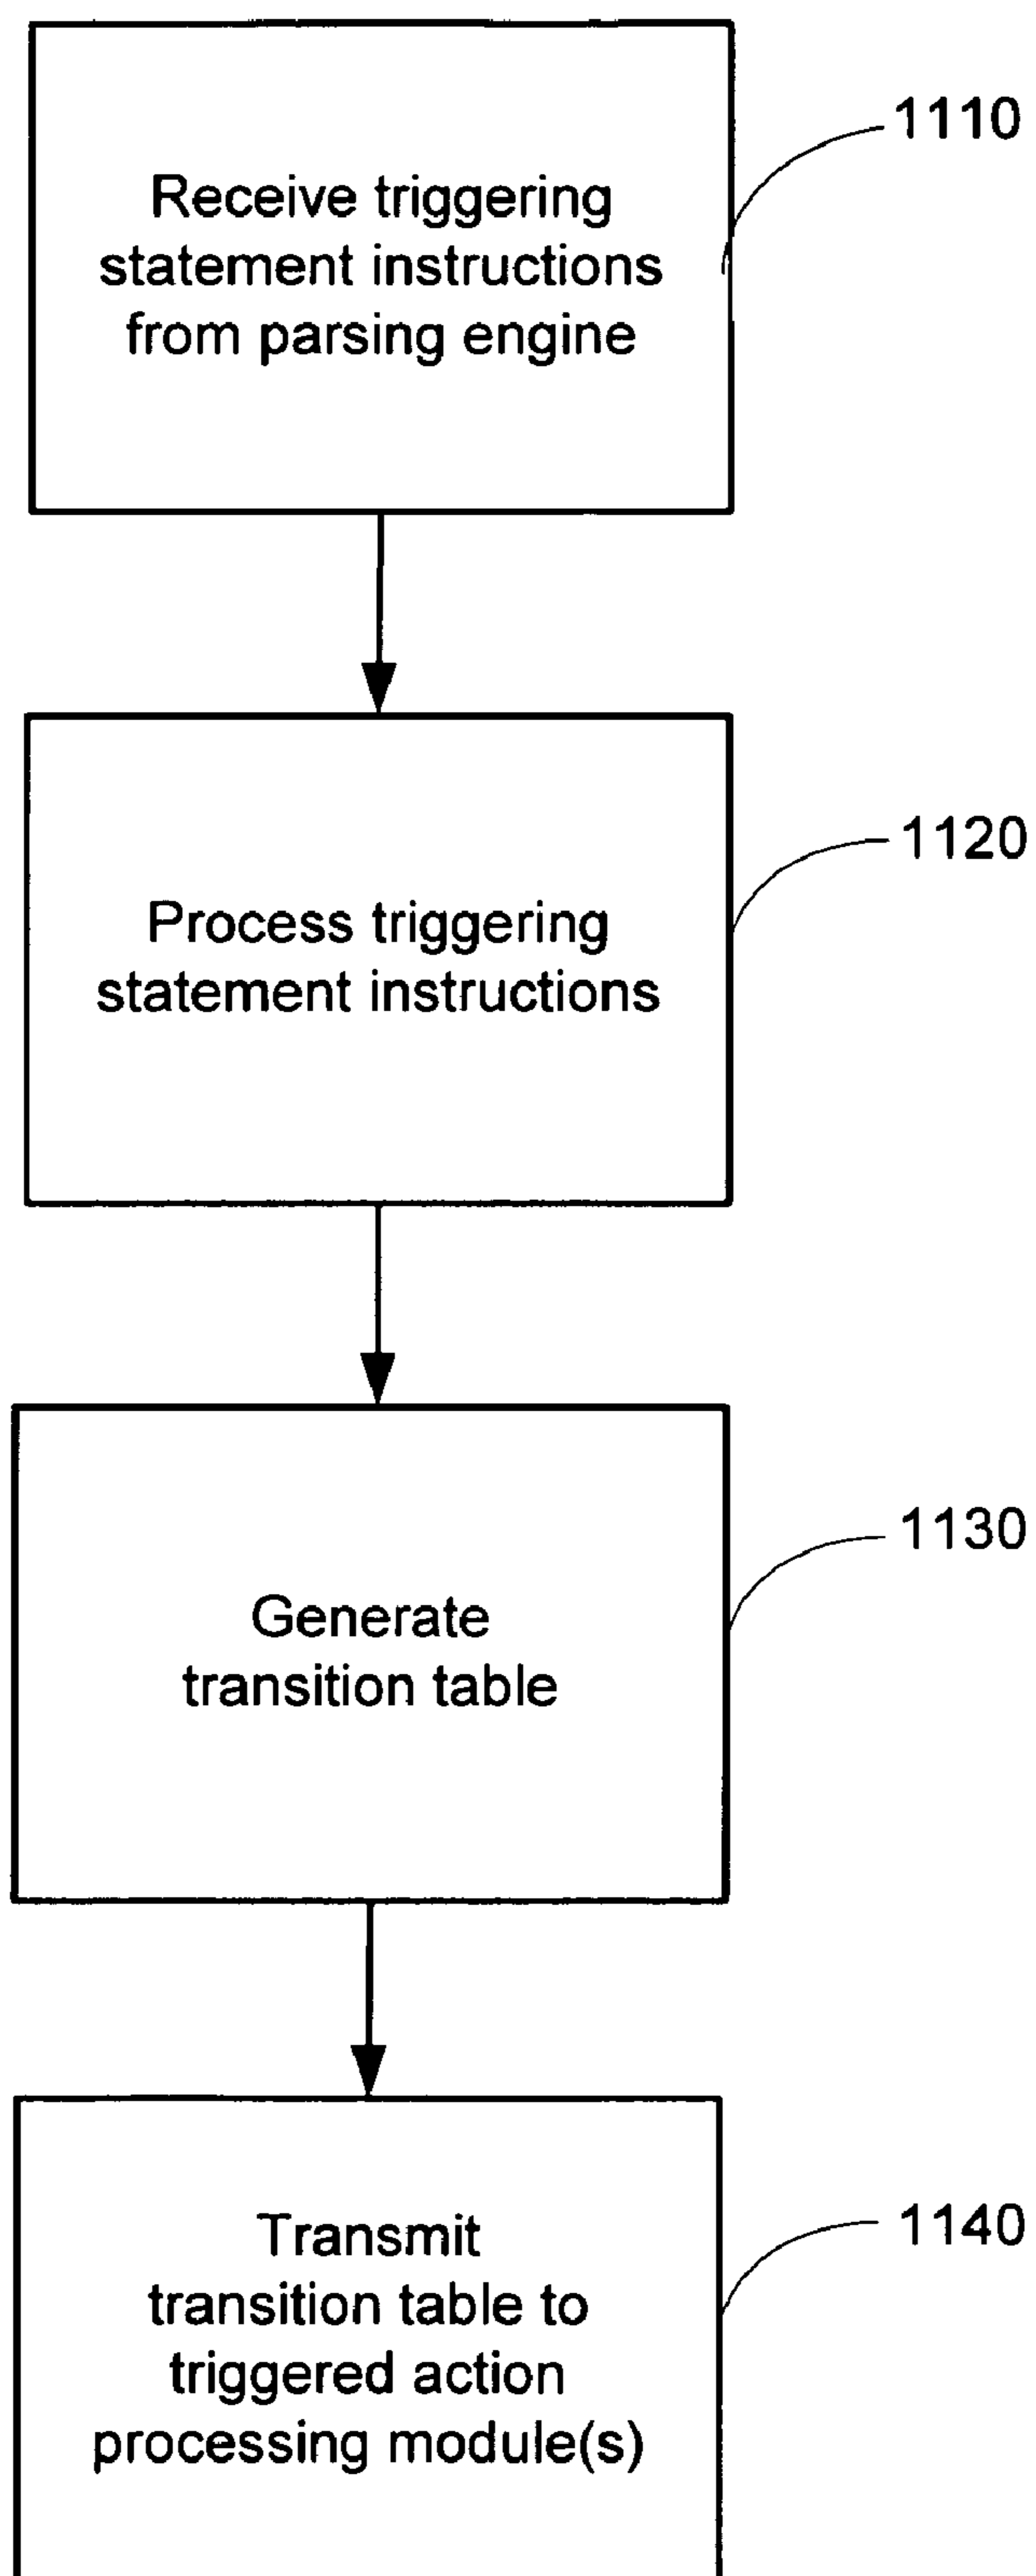 1110
Receive triggering
statement instructions
from parsing engine
1120
Process triggering
statement instructions
1130
Generate
transition table
1140
Transmit
transition table to
triggered action
processing module(s)